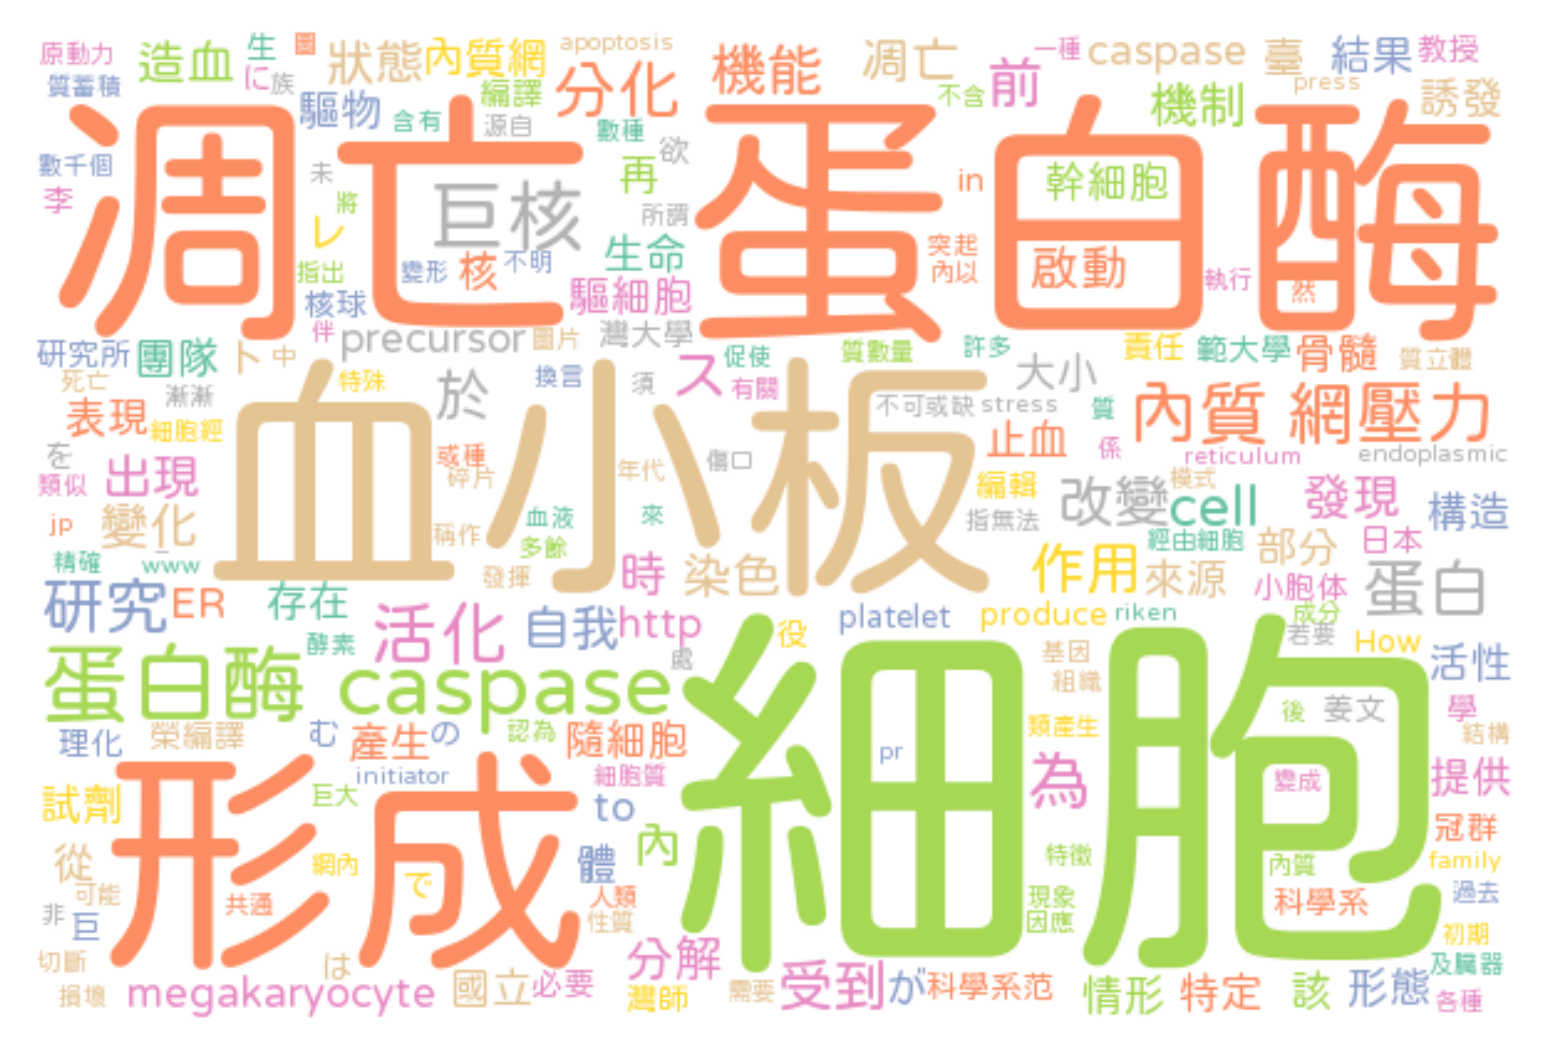 原動力 造血 生 圖 狀態 內質網 apoptosis 機能 凋亡 一種 caspase 臺 結果 教授
質蓄積 に 族 驅物 編譯 分化 前 press 誘發
含有 源自 數種 不含 機制
凋亡 蛋白酶
數千個 未 再 欲 in 幹細胞
李 將 巨核 所謂
レ 生命 突起 啟動
指出 變形 核 不明 內以 執行 然
核球 驅細胞
伴 precursor 圖片 灣大學
研究所 團隊 ト 中 促使 質數量 許多 責任 範大學 骨髓 質立體
死亡 特殊 於 換言 須 ス 有關 大小
漸漸 不可或缺 stress 質 內質 網壓力
表現 細胞經 血小板 止血 係
を 或種 傷口 reticulum endoplasmic
類似 出現 碎片 年代 編輯 改變 模式 發現 構造
jp 變化 血液 來 指無法 cell
稱作 多餘 經由細胞 部分 日本
精確 www 發揮 時 染色 作用 來源 小胞体 蛋白
研究 ER 存在 活化 自我 http platelet produce riken 成分
酵素 役 若要 How
蛋白酶 caspase 處 基因 活性
組織
細胞
理化 榮編譯 む 產生 の 認為 隨細胞 類產生 後 姜文 學
結構
initiator 細胞質 pr 為 變成 提供
形成
試劑 巨大 to 冠群
從 網內 で 體 內 特徵 內質 family
可能 共通 人類 現象 科學系 過去
非 巨 性質 因應 初期
切斷 は 分解 及臟器
損壞 megakaryocyte 國立 必要 灣師 需要 受到 が 科學系范 情形 特定 該 形態 各種